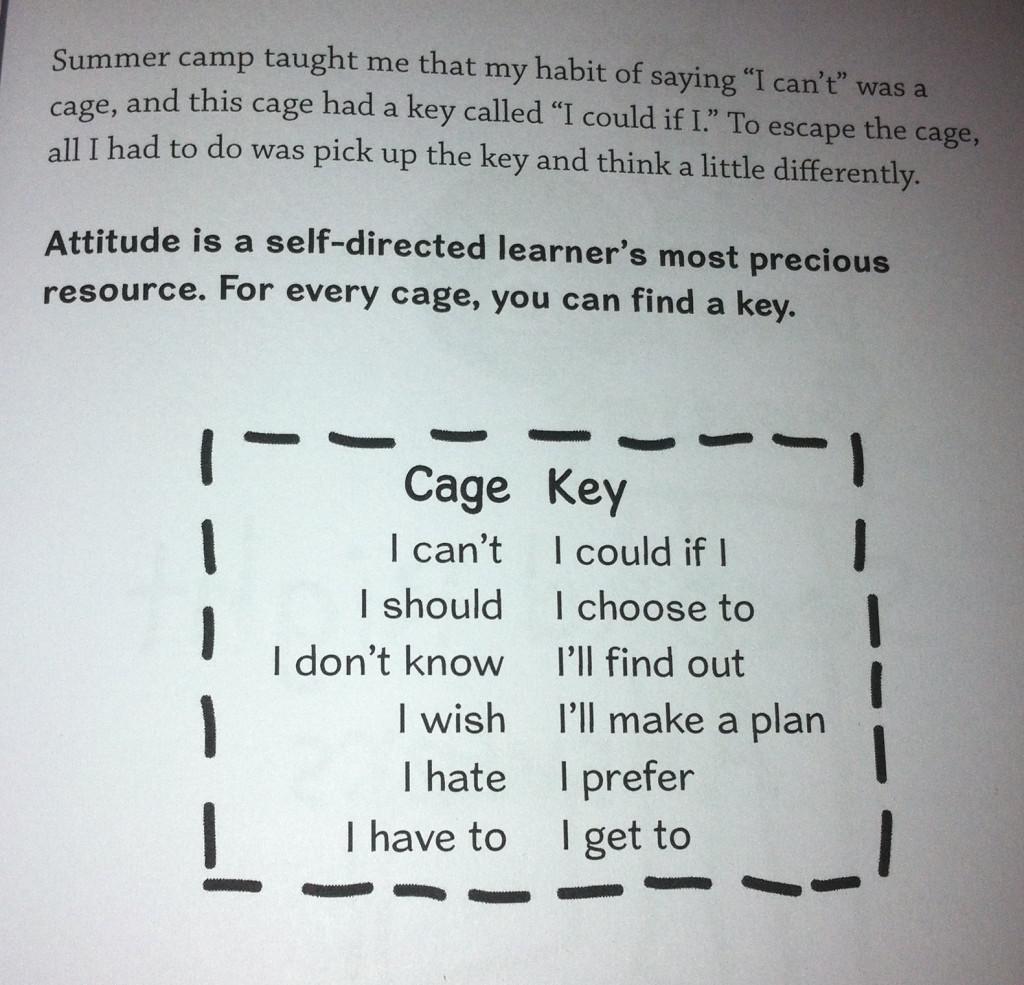 Summer camp taught me that my habit of saying “I can’t” was a
cage, and this cage had a key called “I could if I.” To escape the cage,
all I had to do was pick up the key and think a little differently.
Attitude is a self-directed learner’s most precious
resource. For every cage, you can find a key.
Cage Key
I can’t I could if I
I should I choose to
I don’t know I’ll find out
I wish I’ll make a plan
I hate I prefer
I have to I get to